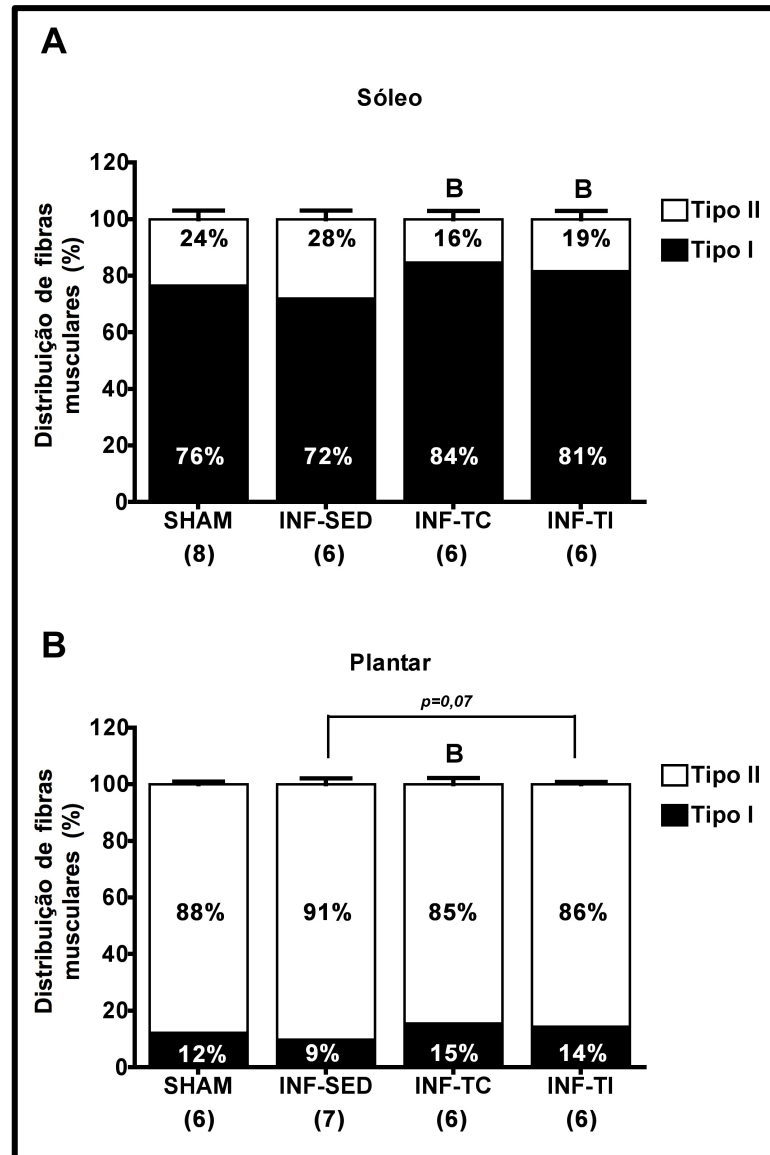 A
Sóleo
Distribuição de fibras
musculares (%)
120
100
80
60
40
20
0
B
B
24%
28%
16%
19%
76%
72%
84%
81%
SHAM
INF-SED
INF-TC
INF-TI
(8)
(6)
(6)
(6)
Tipo II
Tipo I
B
Plantar
p=0,07
Distribuição de fibras
musculares (%)
120
100
80
60
40
20
0
B
88%
91%
85%
86%
12%
9%
15%
14%
SHAM
INF-SED
INF-TC
INF-TI
(6)
(7)
(6)
(6)
Tipo II
Tipo I